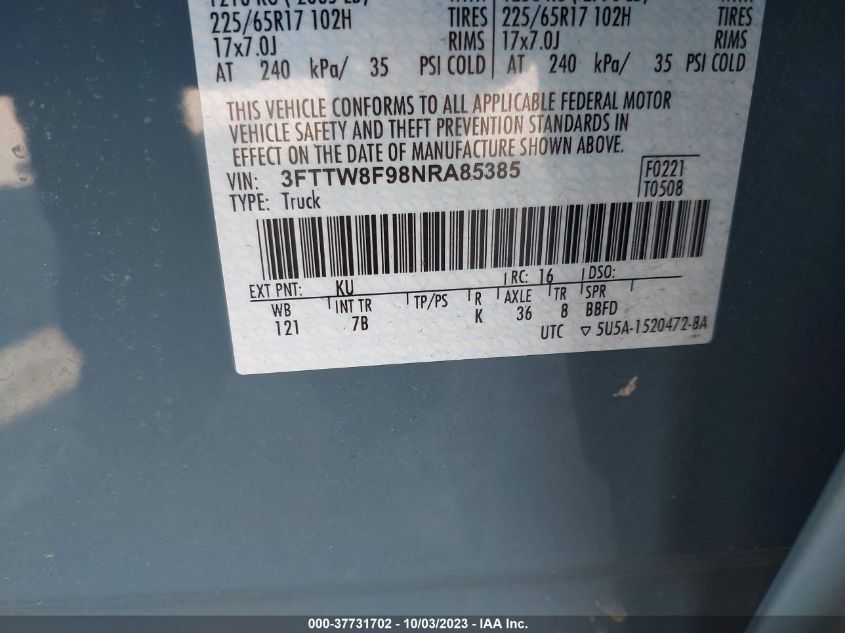 225/65R17 102H TIRES 225/65R17 102H TIRES
17x7.0J RIMS 17x7.0J RIMS
AT 240 kPa/ 35 PSI COLD AT 240 kPa/ 35 PSI COLD
THIS VEHICLE CONFORMS TO ALL APPLICABLE FEDERAL MOTOR
VEHICLE SAFETY AND THEFT PREVENTION STANDARDS IN
EFFECT ON THE DATE OF MANUFACTURE SHOWN ABOVE.
VIN: 3FTTW8F98NRA85385 F0221
TYPE: Truck T0508
EXT PNT: KU RC: 16 DSO:
WB INT TR TP/PS R AXLE TR SPR
121 7B K 36 8 BBFD
UTC ▽ 5U5A-1520472-BA
000-37731702 - 10/03/2023 - IAA Inc.